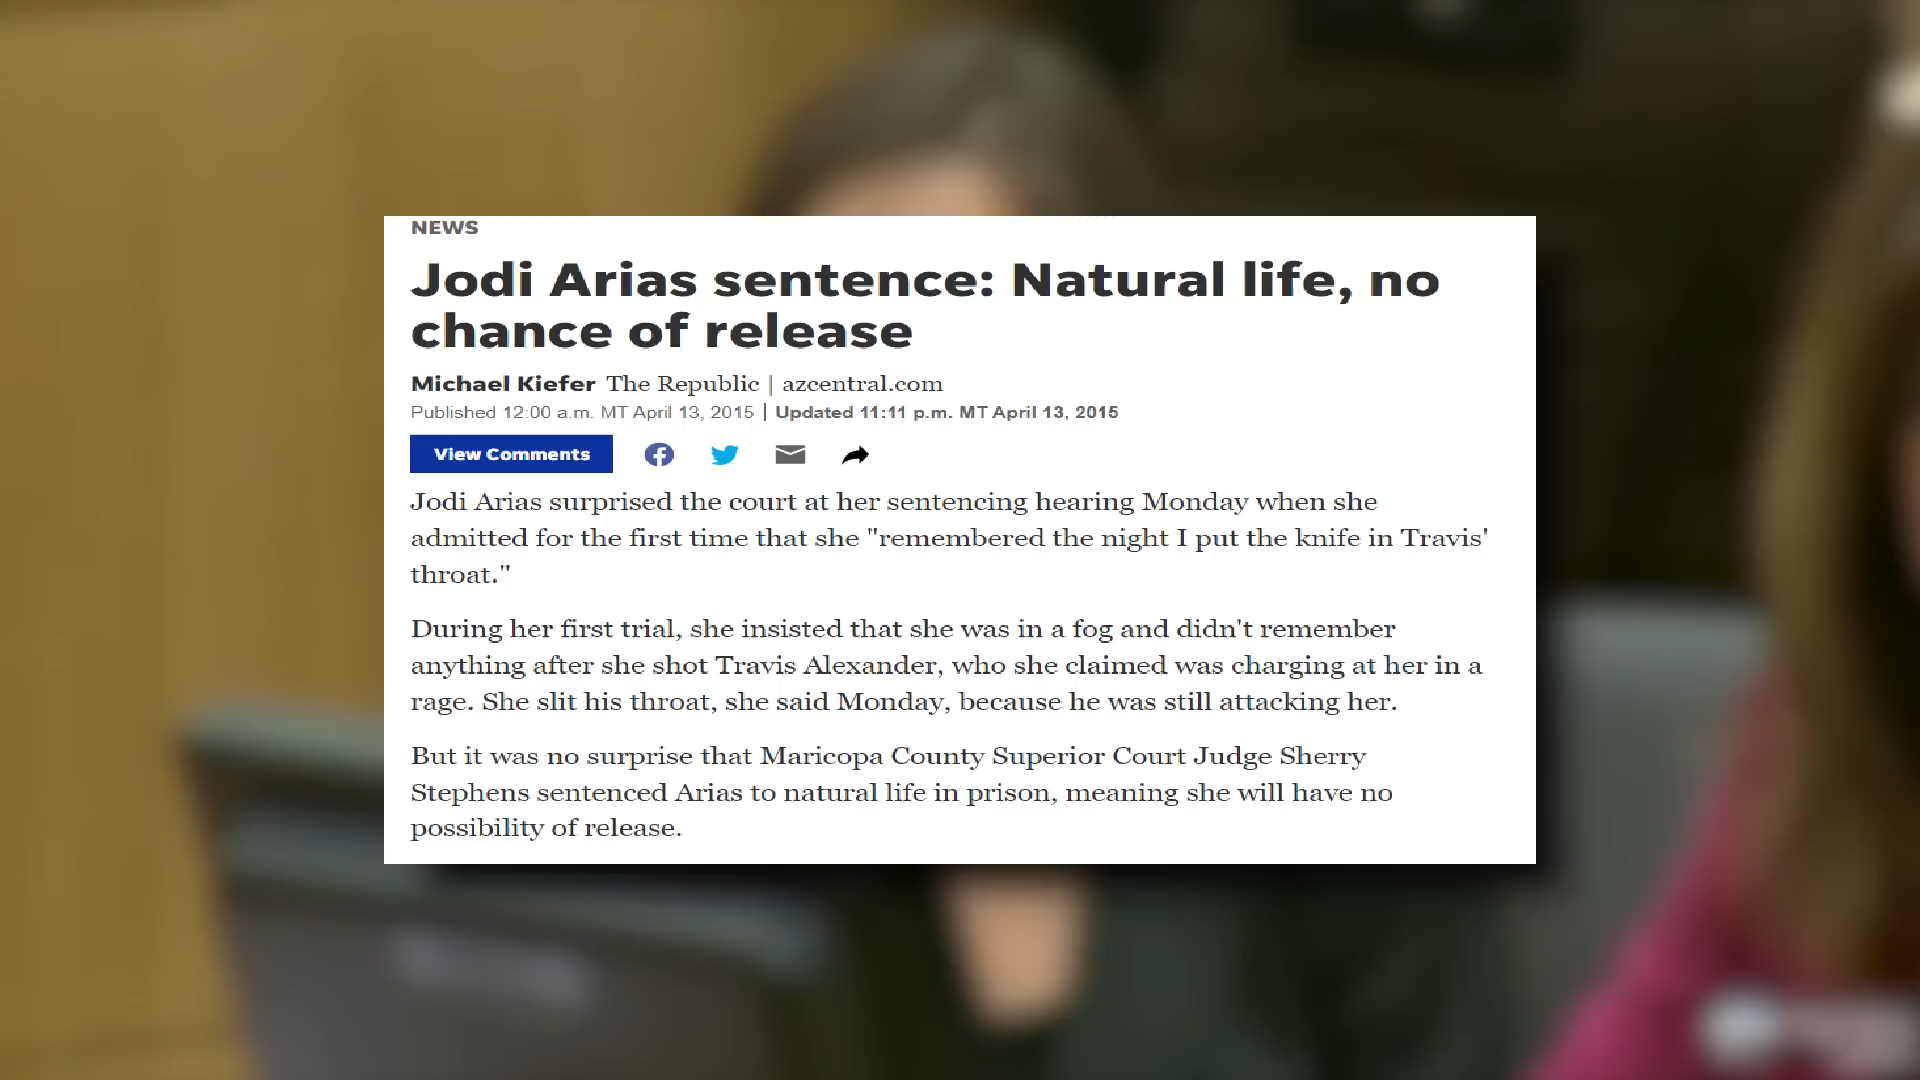 NEWS
Jodi Arias sentence: Natural life, no
chance of release
Michael Kiefer The Republic | azcentral.com
Published 12:00 a.m. MT April 13, 2015 | Updated 11:11 p.m. MT April 13, 2015
View Comments
Jodi Arias surprised the court at her sentencing hearing Monday when she
admitted for the first time that she "remembered the night I put the knife in Travis'
throat."
During her first trial, she insisted that she was in a fog and didn't remember
anything after she shot Travis Alexander, who she claimed was charging at her in a
rage. She slit his throat, she said Monday, because he was still attacking her.
But it was no surprise that Maricopa County Superior Court Judge Sherry
Stephens sentenced Arias to natural life in prison, meaning she will have no
possibility of release.